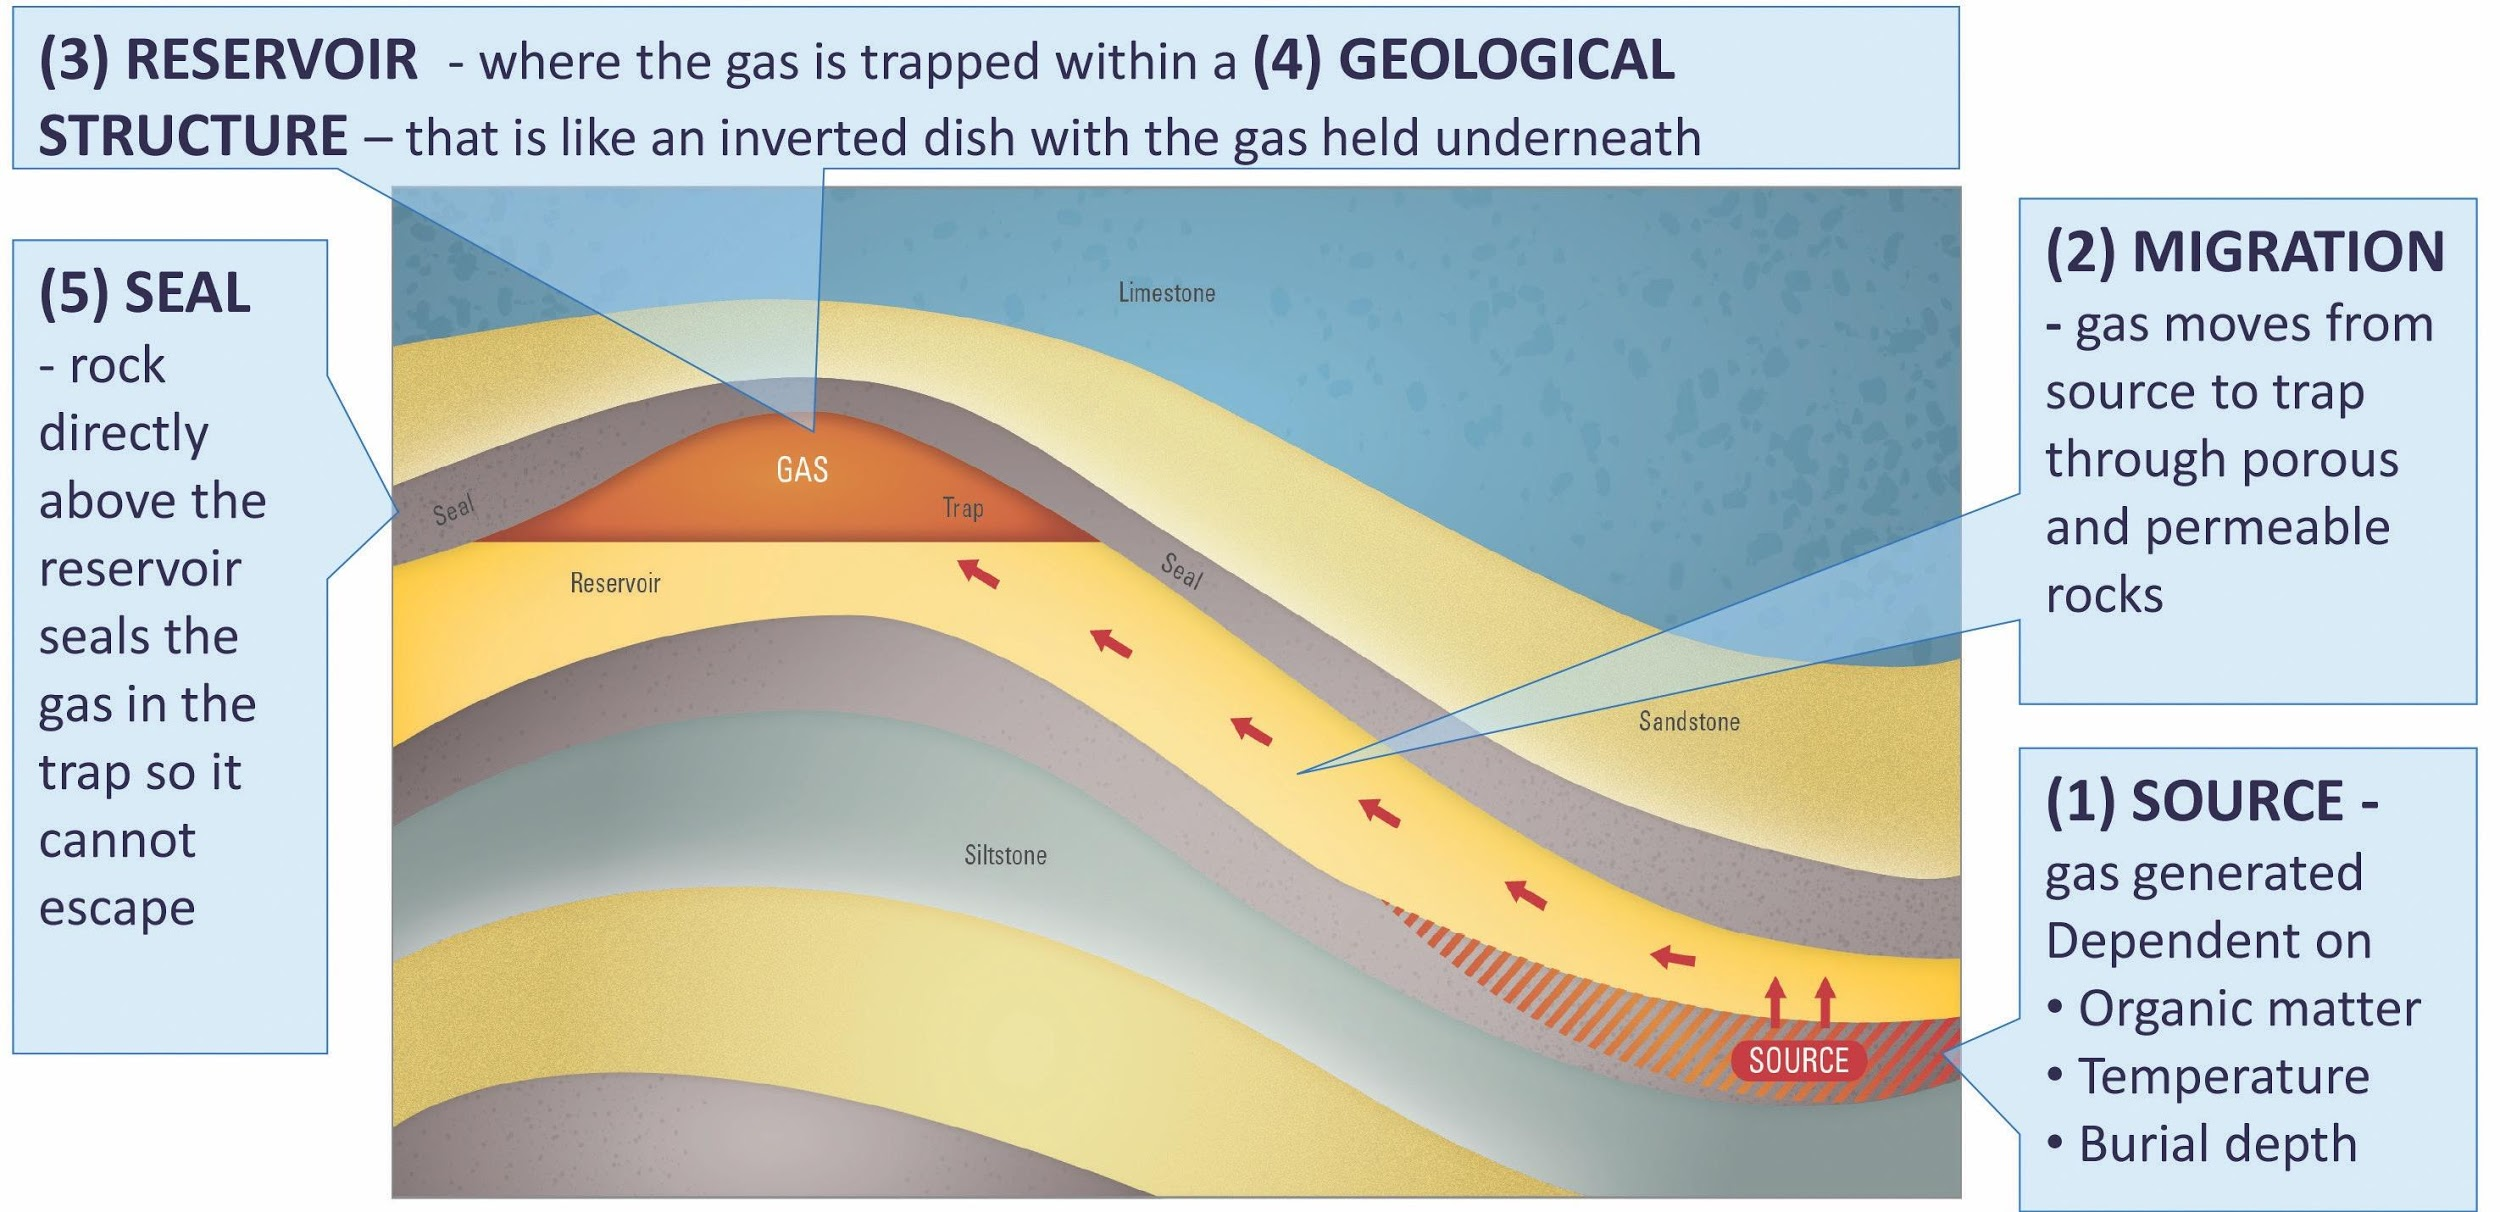 (3) RESERVOIR - where the gas is trapped within a (4) GEOLOGICAL
STRUCTURE – that is like an inverted dish with the gas held underneath
(5) SEAL
- rock
directly
above the
reservoir
seals the
gas in the
trap so it
cannot
escape
Limestone
GAS
Trap
Seal
Reservoir
Seal
Sandstone
Siltstone
SOURCE
(2) MIGRATION
- gas moves from
source to trap
through porous
and permeable
rocks
(1) SOURCE -
gas generated
Dependent on
• Organic matter
• Temperature
• Burial depth